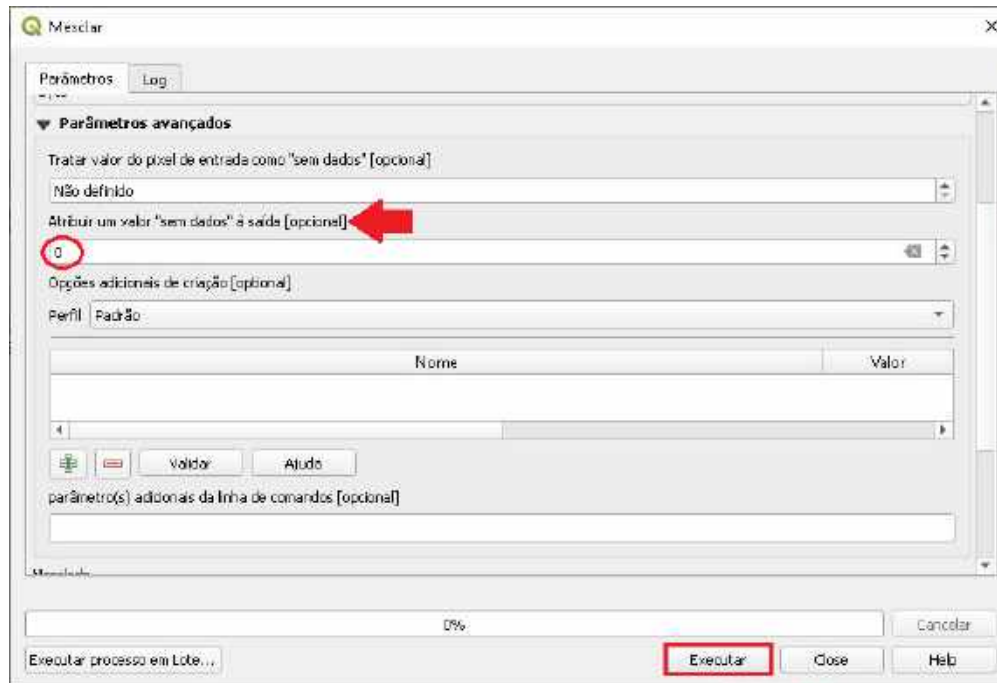 Mesclar
Parâmetros Log
Parâmetros avançados
Tratar valor do pixel de entrada como "sem dados" [opcional]
Não definido
Atribuir um valor "sem dados" à saída [opcional]
0
Opções adicionais de criação [optional]
Perfil Padrão
Nome Valor
Validar Ajuda
parâmetro(s) adicionais da linha de comandos [opcional]
0% Cancelar
Executar processo em Lote... Executar Close Help